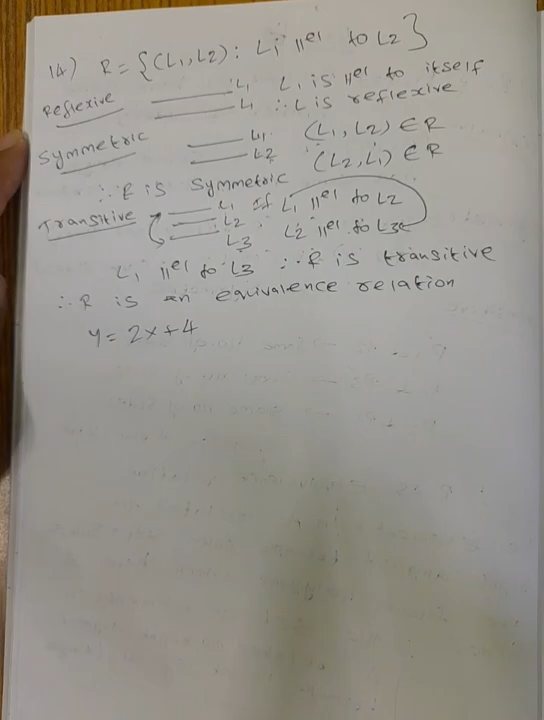 14) R = {(L1, L2): L1 ||el to L2}
Reflexive L1 L1 is ||el to itself
L1 ∴ L is reflexive
Symmetric L1 (L1, L2) ∈ R
L2 (L2, L1) ∈ R
∴ R is symmetric
Transitive L1 If L1 ||el to L2
L2 L2 ||el to L3
L3
L1 ||el to L3 ∴ R is transitive
∴ R is an equivalence relation
y = 2x + 4